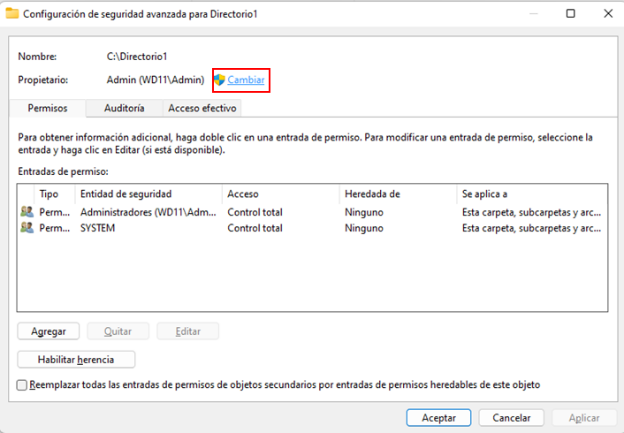 Configuración de seguridad avanzada para Directorio1
Nombre: C:\Directorio1
Propietario: Admin (WD11\Admin) Cambiar
Permisos Auditoría Acceso efectivo
Para obtener información adicional, haga doble clic en una entrada de permiso. Para modificar una entrada de permiso, seleccione la
entrada y haga clic en Editar (si está disponible).
Entradas de permiso:
Tipo Entidad de seguridad Acceso Heredada de Se aplica a
Perm... Administradores (WD11\Adm... Control total Ninguno Esta carpeta, subcarpetas y arc...
Perm... SYSTEM Control total Ninguno Esta carpeta, subcarpetas y arc...
Agregar Quitar Editar
Habilitar herencia
Reemplazar todas las entradas de permisos de objetos secundarios por entradas de permisos heredables de este objeto
Aceptar Cancelar Aplicar